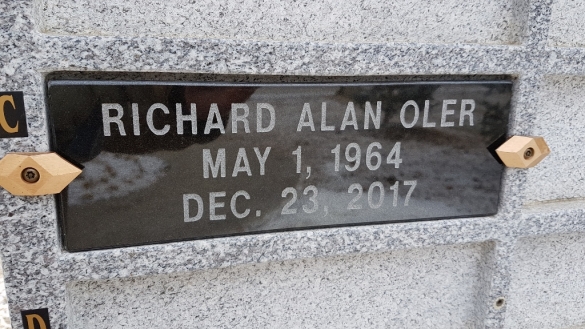 C
RICHARD ALAN OLER
MAY 1, 1964
DEC. 23, 2017
D